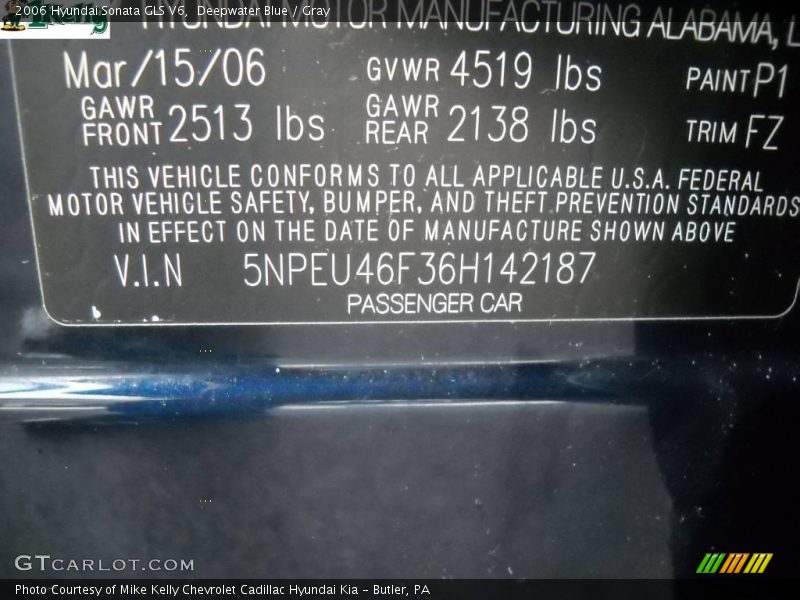 2006 Hyundai Sonata GLS V6, Deepwater Blue / Gray
Kelly
HYUNDAI MOTOR MANUFACTURING ALABAMA, L
Mar/15/06 GVWR 4519 lbs PAINT P1
GAWR FRONT 2513 lbs GAWR REAR 2138 lbs TRIM FZ
THIS VEHICLE CONFORMS TO ALL APPLICABLE U.S.A. FEDERAL
MOTOR VEHICLE SAFETY, BUMPER, AND THEFT PREVENTION STANDARDS
IN EFFECT ON THE DATE OF MANUFACTURE SHOWN ABOVE
V.I.N 5NPEU46F36H142187
PASSENGER CAR
GTCARLOT.COM
Photo Courtesy of Mike Kelly Chevrolet Cadillac Hyundai Kia - Butler, PA